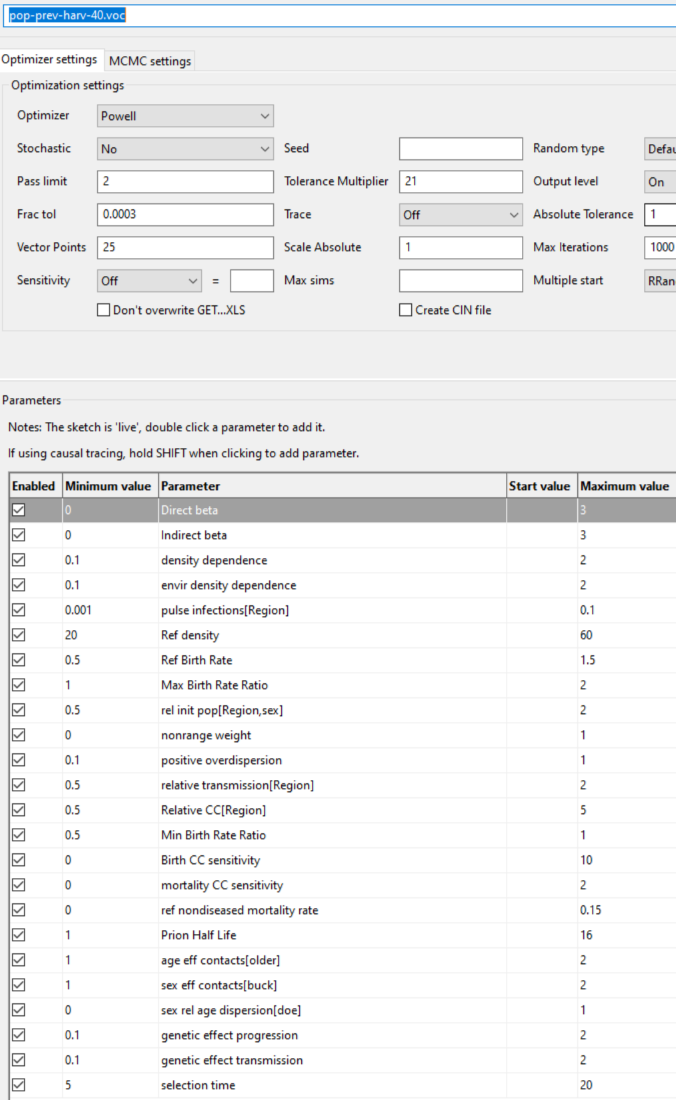 pop-prev-harv-40.voc
Optimizer settings MCMC settings
Optimization settings
Optimizer Powell
Stochastic No Seed Random type Defau
Pass limit 2 Tolerance Multiplier 21 Output level On
Frac tol 0.0003 Trace Off Absolute Tolerance 1
Vector Points 25 Scale Absolute 1 Max Iterations 1000
Sensitivity Off = Max sims Multiple start RRan
Don't overwrite GET...XLS Create CIN file
Parameters
Notes: The sketch is 'live', double click a parameter to add it.
If using causal tracing, hold SHIFT when clicking to add parameter.
Enabled Minimum value Parameter Start value Maximum value
0 Direct beta 3
0 Indirect beta 3
0.1 density dependence 2
0.1 envir density dependence 2
0.001 pulse infections[Region] 0.1
20 Ref density 60
0.5 Ref Birth Rate 1.5
1 Max Birth Rate Ratio 2
0.5 rel init pop[Region,sex] 2
0 nonrange weight 1
0.1 positive overdispersion 1
0.5 relative transmission[Region] 2
0.5 Relative CC[Region] 5
0.5 Min Birth Rate Ratio 1
0 Birth CC sensitivity 10
0 mortality CC sensitivity 2
0 ref nondiseased mortality rate 0.15
1 Prion Half Life 16
1 age eff contacts[older] 2
1 sex eff contacts[buck] 2
0 sex rel age dispersion[doe] 1
0.1 genetic effect progression 2
0.1 genetic effect transmission 2
5 selection time 20